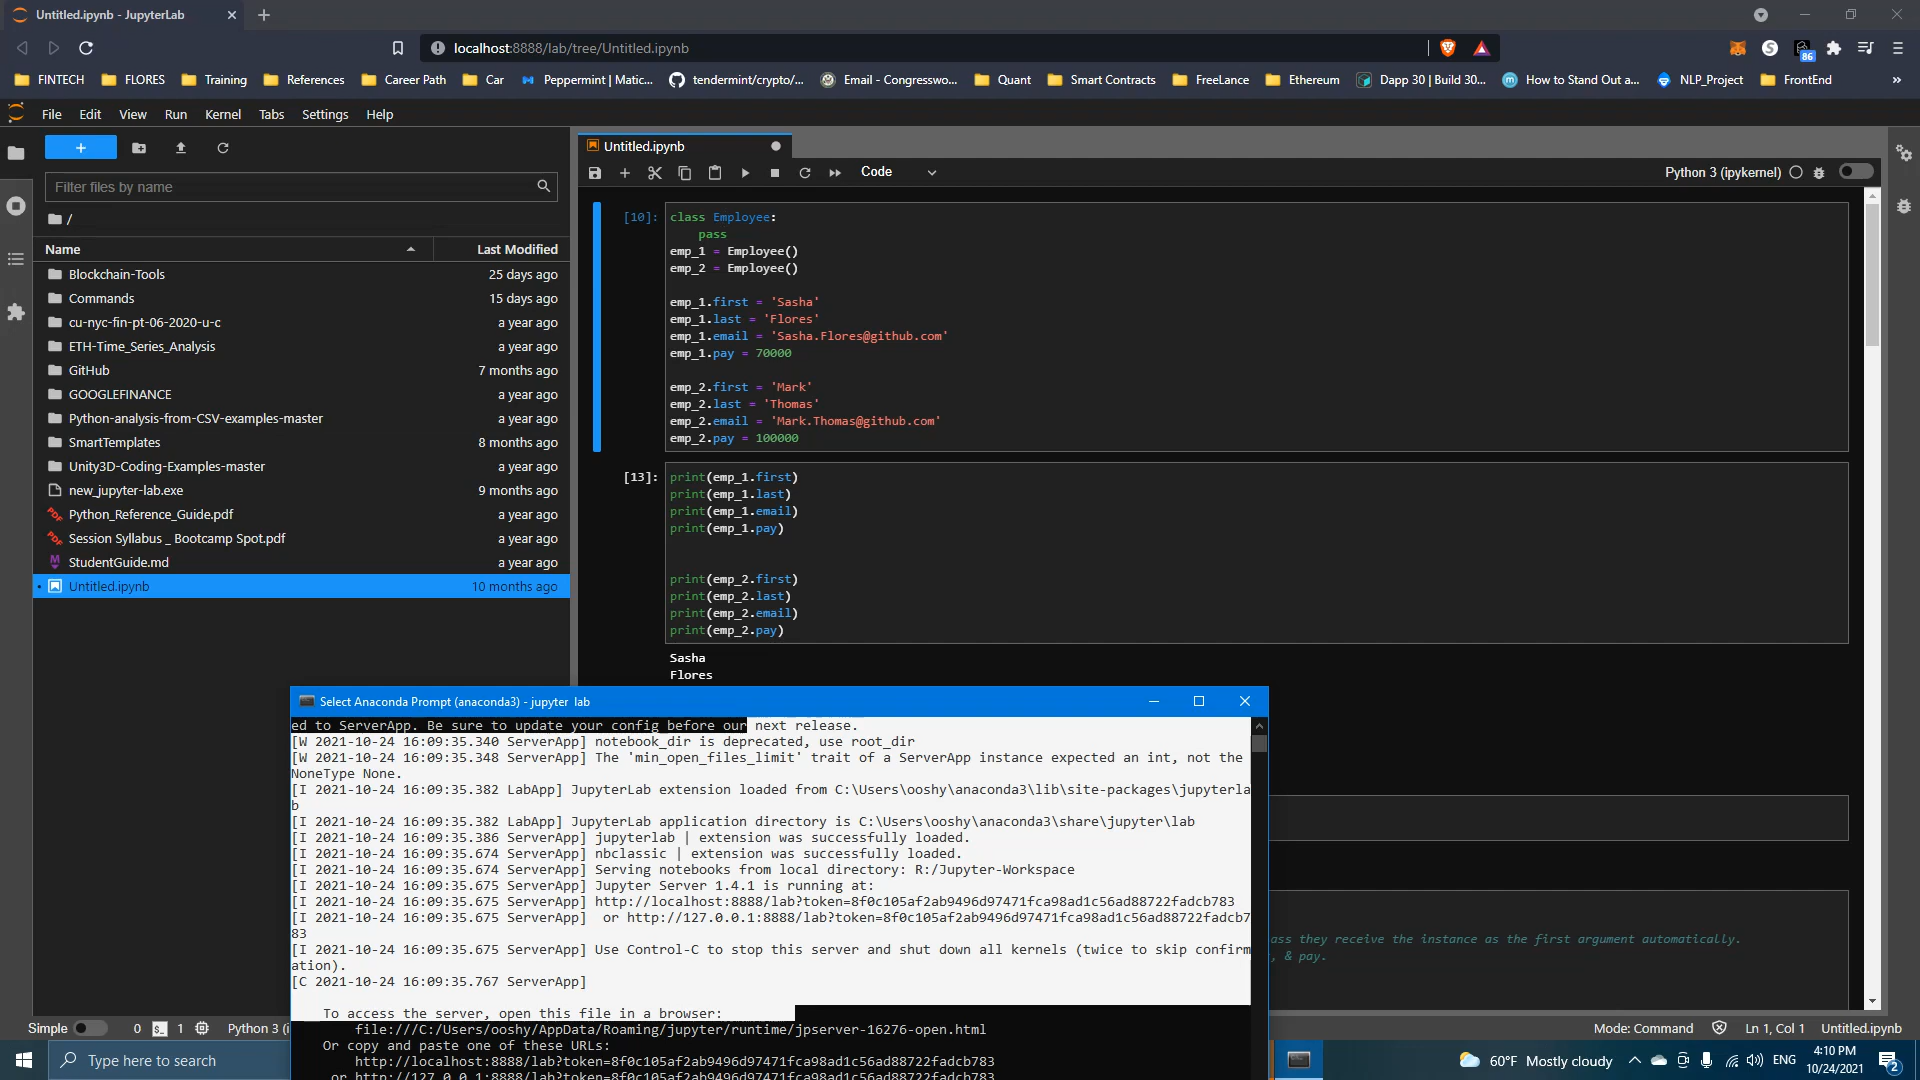 Untitled.ipynb - JupyterLab
localhost:8888/lab/tree/Untitled.ipynb
86
FINTECH
FLORES
Training
References
Career Path
Car
Peppermint | Matic...
tendermint/crypto/...
Email - Congresswo...
Quant
Smart Contracts
FreeLance
Ethereum
Dapp 30 | Build 30...
How to Stand Out a...
NLP_Project
FrontEnd
»
File Edit View Run Kernel Tabs Settings Help
Filter files by name
/
Name Last Modified
Blockchain-Tools 25 days ago
Commands 15 days ago
cu-nyc-fin-pt-06-2020-u-c a year ago
ETH-Time_Series_Analysis a year ago
GitHub 7 months ago
GOOGLEFINANCE a year ago
Python-analysis-from-CSV-examples-master a year ago
SmartTemplates 8 months ago
Unity3D-Coding-Examples-master a year ago
new_jupyter-lab.exe 9 months ago
Python_Reference_Guide.pdf a year ago
Session Syllabus _ Bootcamp Spot.pdf a year ago
StudentGuide.md a year ago
Untitled.ipynb 10 months ago
Untitled.ipynb
Code
Python 3 (ipykernel)
[10]: class Employee:
pass
emp_1 = Employee()
emp_2 = Employee()
emp_1.first = 'Sasha'
emp_1.last = 'Flores'
emp_1.email = 'Sasha.Flores@github.com'
emp_1.pay = 70000
emp_2.first = 'Mark'
emp_2.last = 'Thomas'
emp_2.email = 'Mark.Thomas@github.com'
emp_2.pay = 100000
[13]: print(emp_1.first)
print(emp_1.last)
print(emp_1.email)
print(emp_1.pay)
print(emp_2.first)
print(emp_2.last)
print(emp_2.email)
print(emp_2.pay)
Sasha
Flores
ass they receive the instance as the first argument automatically.
, & pay.
Select Anaconda Prompt (anaconda3) - jupyter lab
ed to ServerApp. Be sure to update your config before our next release.
[W 2021-10-24 16:09:35.340 ServerApp] notebook_dir is deprecated, use root_dir
[W 2021-10-24 16:09:35.348 ServerApp] The 'min_open_files_limit' trait of a ServerApp instance expected an int, not the
NoneType None.
[I 2021-10-24 16:09:35.382 LabApp] JupyterLab extension loaded from C:\Users\ooshy\anaconda3\lib\site-packages\jupyterla
b
[I 2021-10-24 16:09:35.382 LabApp] JupyterLab application directory is C:\Users\ooshy\anaconda3\share\jupyter\lab
[I 2021-10-24 16:09:35.386 ServerApp] jupyterlab | extension was successfully loaded.
[I 2021-10-24 16:09:35.674 ServerApp] nbclassic | extension was successfully loaded.
[I 2021-10-24 16:09:35.674 ServerApp] Serving notebooks from local directory: R:/Jupyter-Workspace
[I 2021-10-24 16:09:35.675 ServerApp] Jupyter Server 1.4.1 is running at:
[I 2021-10-24 16:09:35.675 ServerApp] http://localhost:8888/lab?token=8f0c105af2ab9496d97471fca98ad1c56ad88722fadcb783
[I 2021-10-24 16:09:35.675 ServerApp]  or http://127.0.0.1:8888/lab?token=8f0c105af2ab9496d97471fca98ad1c56ad88722fadcb7
83
[I 2021-10-24 16:09:35.675 ServerApp] Use Control-C to stop this server and shut down all kernels (twice to skip confirm
ation).
[C 2021-10-24 16:09:35.767 ServerApp]
To access the server, open this file in a browser:
file:///C:/Users/ooshy/AppData/Roaming/jupyter/runtime/jpserver-16276-open.html
Or copy and paste one of these URLs:
http://localhost:8888/lab?token=8f0c105af2ab9496d97471fca98ad1c56ad88722fadcb783
or http://127.0.0.1:8888/lab?token=8f0c105af2ab9496d97471fca98ad1c56ad88722fadcb783
Simple 0 1 Python 3 (i
Mode: Command Ln 1, Col 1 Untitled.ipynb
Type here to search
60°F Mostly cloudy
ENG
4:10 PM
10/24/2021
2